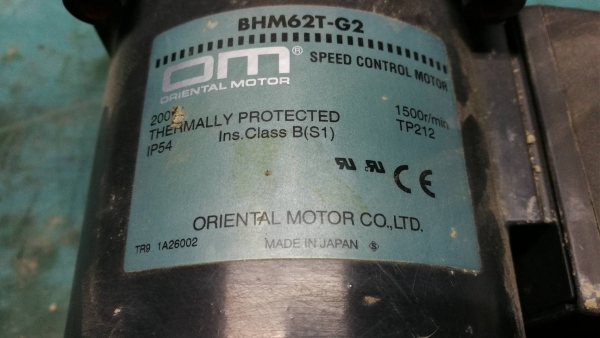 BHM62T-G2
OM®
ORIENTAL MOTOR
SPEED CONTROL MOTOR
THERMALLY PROTECTED
1500r/min
IP54 Ins.Class B(S1) TP212
CE
ORIENTAL MOTOR CO.,LTD.
TR9 1A26002 MADE IN JAPAN Ⓢ